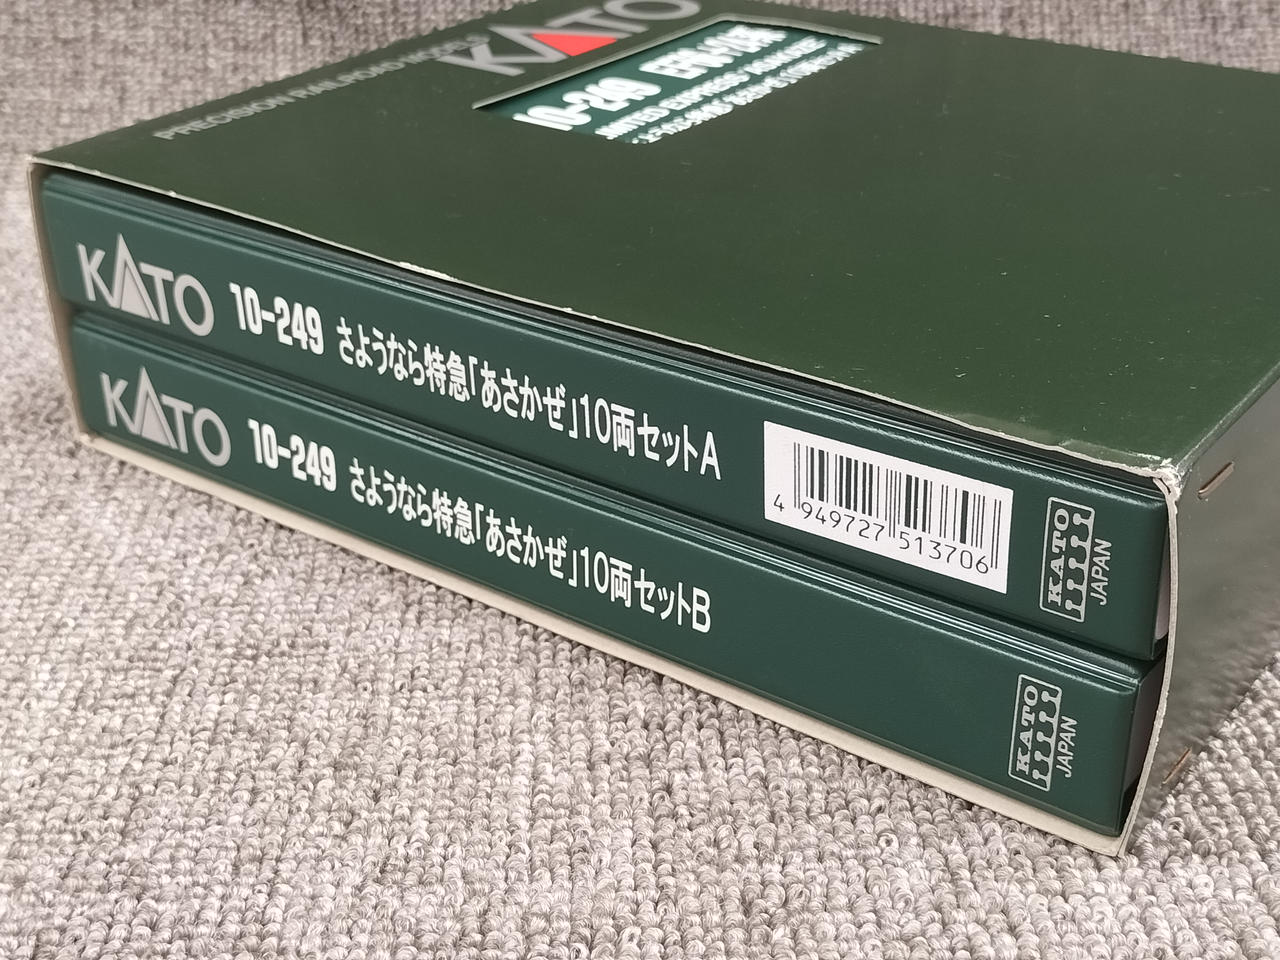 PRECISION RAILROAD MODELS
KATO
10-249
LIMITED EXPRESS
KATO 10-249 さようなら特急「あさかぜ」10両セットA
4 949727 513706
KATO
JAPAN
KATO 10-249 さようなら特急「あさかぜ」10両セットB
KATO
JAPAN